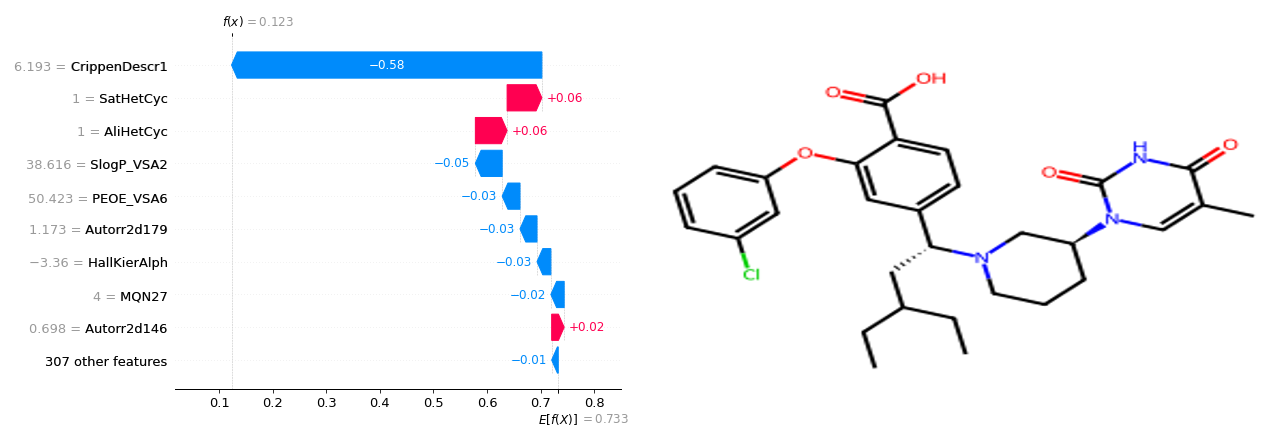 f(x) = 0.123
6.193 = CrippenDescr1
−0.58
1 = SatHetCyc
+0.06
1 = AliHetCyc
+0.06
38.616 = SlogP_VSA2
−0.05
50.423 = PEOE_VSA6
−0.03
1.173 = Autorr2d179
−0.03
−3.36 = HallKierAlph
−0.03
4 = MQN27
−0.02
0.698 = Autorr2d146
+0.02
307 other features
−0.01
0.1 0.2 0.3 0.4 0.5 0.6 0.7 0.8
E[f(X)] = 0.733
OH
O
O
Cl
N
N
O
H
N
O